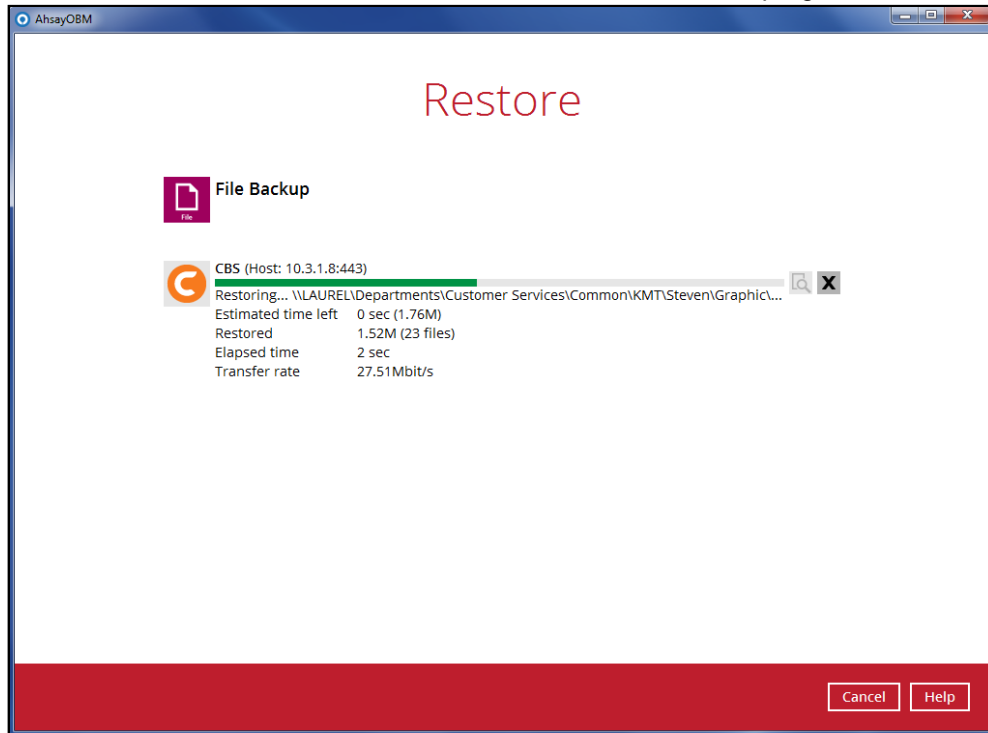 AhsayOBM
Restore
File Backup
File
CBS (Host: 10.3.1.8:443)
Restoring... \\LAUREL\Departments\Customer Services\Common\KMT\Steven\Graphic\...
Estimated time left 0 sec (1.76M)
Restored 1.52M (23 files)
Elapsed time 2 sec
Transfer rate 27.51Mbit/s
X
Cancel Help